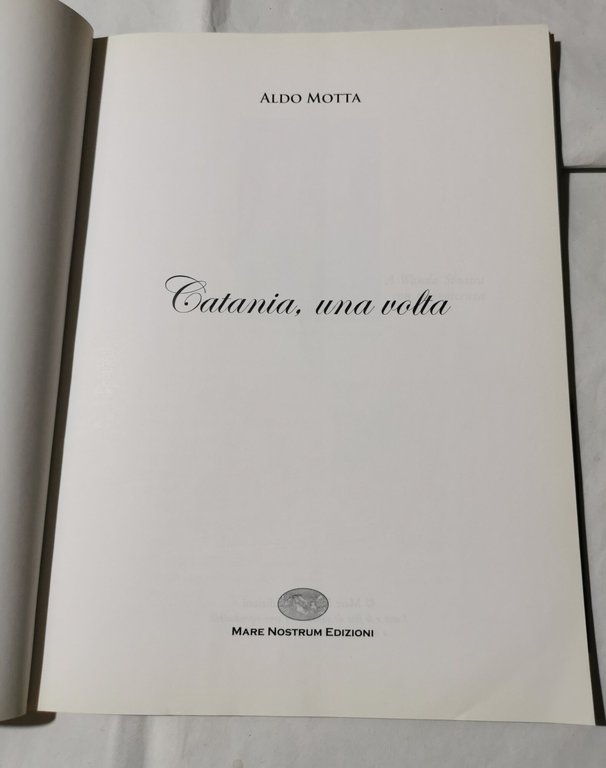 ALDO MOTTA
Catania, una volta
MARE NOSTRUM EDIZIONI